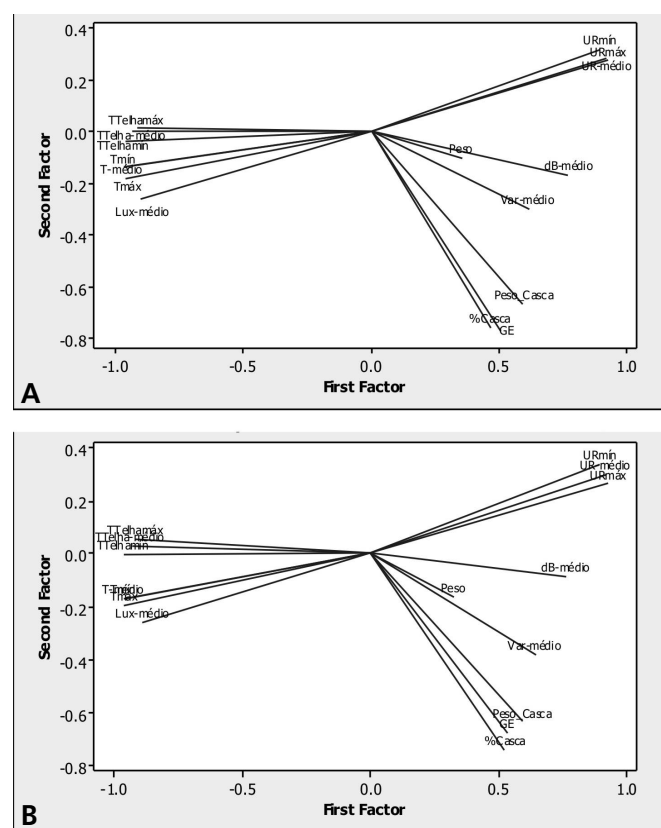 0.4
URmín
URmáx
UR-médio
0.2
TTelhamáx
0.0
TTelha-médio
TTelhamin
Peso
Tmín
T-médio
dB-médio
-0.2
Tmáx
Var-médio
Lux-médio
-0.4
Second Factor
-0.6
Peso_Casca
%Casca
GE
-0.8
-1.0 -0.5 0.0 0.5 1.0
First Factor
A
0.4
URmín
UR-médio
URmáx
0.2
TTelhamáx
TTelha-médio
TTelhamin
0.0
dB-médio
T-médio
Peso
Tmáx
-0.2
Lux-médio
Var-médio
-0.4
Second Factor
-0.6
Peso_Casca
GE
%Casca
-0.8
-1.0 -0.5 0.0 0.5 1.0
First Factor
B